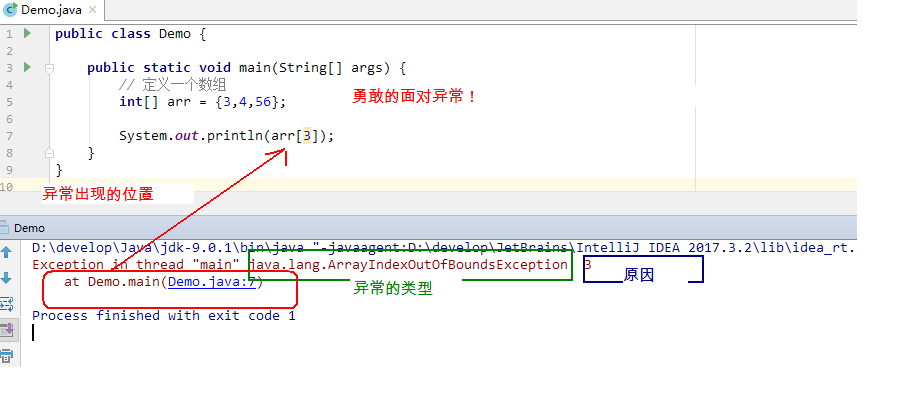 Demo.java
1 public class Demo {
2
3 public static void main(String[] args) {
4 // 定义一个数组
5 int[] arr = {3,4,56};
勇敢的面对异常！
6
7 System.out.println(arr[3]);
8 }
9 }
10
异常出现的位置
Demo
D:\develop\Java\jdk-9.0.1\bin\java "-javaagent:D:\develop\JetBrains\IntelliJ IDEA 2017.3.2\lib\idea_rt.
Exception in thread "main" java.lang.ArrayIndexOutOfBoundsException: 3
原因
at Demo.main(Demo.java:7)
异常的类型
Process finished with exit code 1